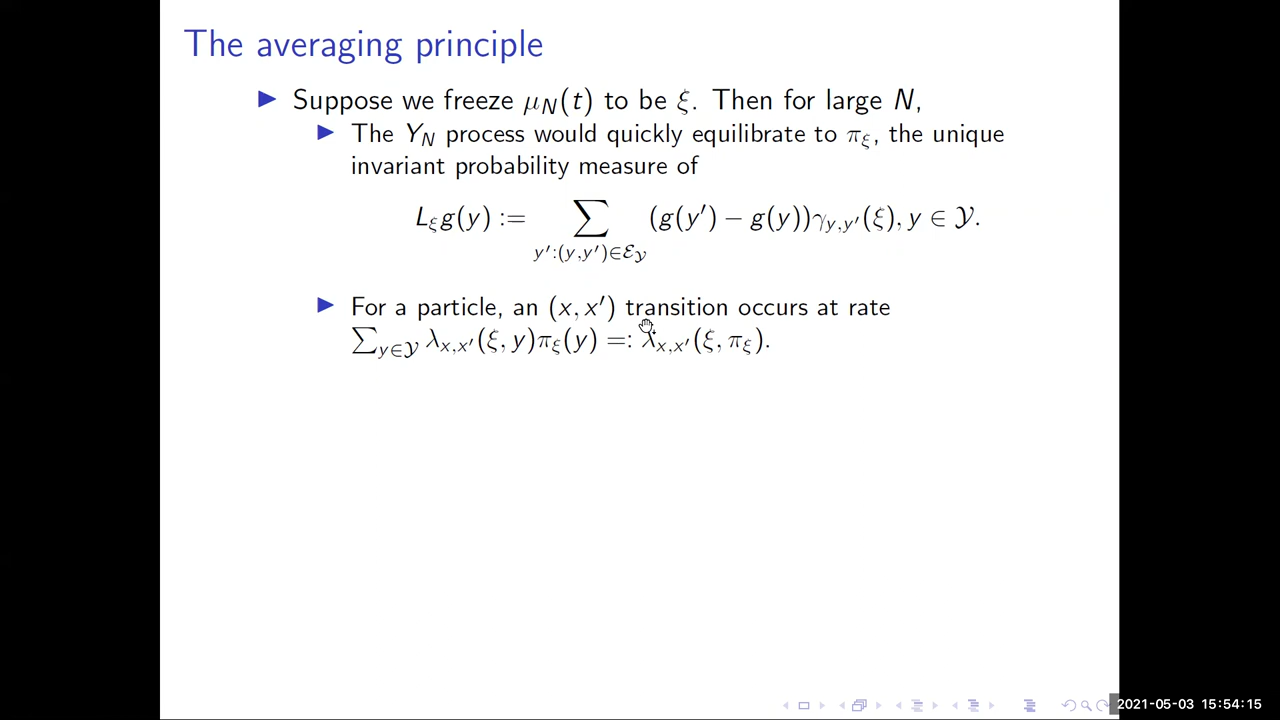 The averaging principle
▶ Suppose we freeze μ_N(t) to be ξ. Then for large N,
▶ The Y_N process would quickly equilibrate to π_ξ, the unique
invariant probability measure of
L_ξ g(y) := ∑_{y′:(y,y′)∈ℰ_𝒴} (g(y′) − g(y))γ_{y,y′}(ξ), y ∈ 𝒴.
▶ For a particle, an (x, x′) transition occurs at rate
∑_{y∈𝒴} λ_{x,x′}(ξ, y)π_ξ(y) =: λ_{x,x′}(ξ, π_ξ).
2021-05-03 15:54:15